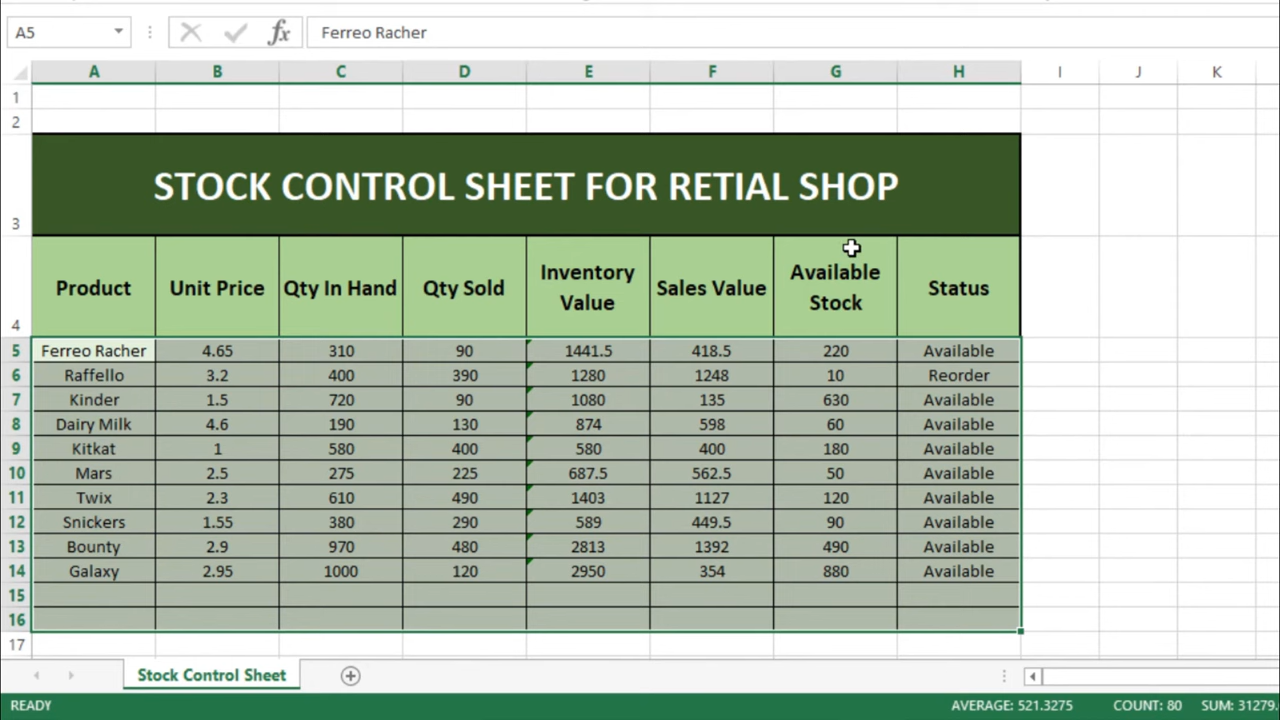 A5 fx Ferreo Racher
A B C D E F G H I J K
1
2
3 STOCK CONTROL SHEET FOR RETIAL SHOP
4 Product Unit Price Qty In Hand Qty Sold Inventory Value Sales Value Available Stock Status
5 Ferreo Racher 4.65 310 90 1441.5 418.5 220 Available
6 Raffello 3.2 400 390 1280 1248 10 Reorder
7 Kinder 1.5 720 90 1080 135 630 Available
8 Dairy Milk 4.6 190 130 874 598 60 Available
9 Kitkat 1 580 400 580 400 180 Available
10 Mars 2.5 275 225 687.5 562.5 50 Available
11 Twix 2.3 610 490 1403 1127 120 Available
12 Snickers 1.55 380 290 589 449.5 90 Available
13 Bounty 2.9 970 480 2813 1392 490 Available
14 Galaxy 2.95 1000 120 2950 354 880 Available
15
16
17
Stock Control Sheet
READY AVERAGE: 521.3275 COUNT: 80 SUM: 31279.